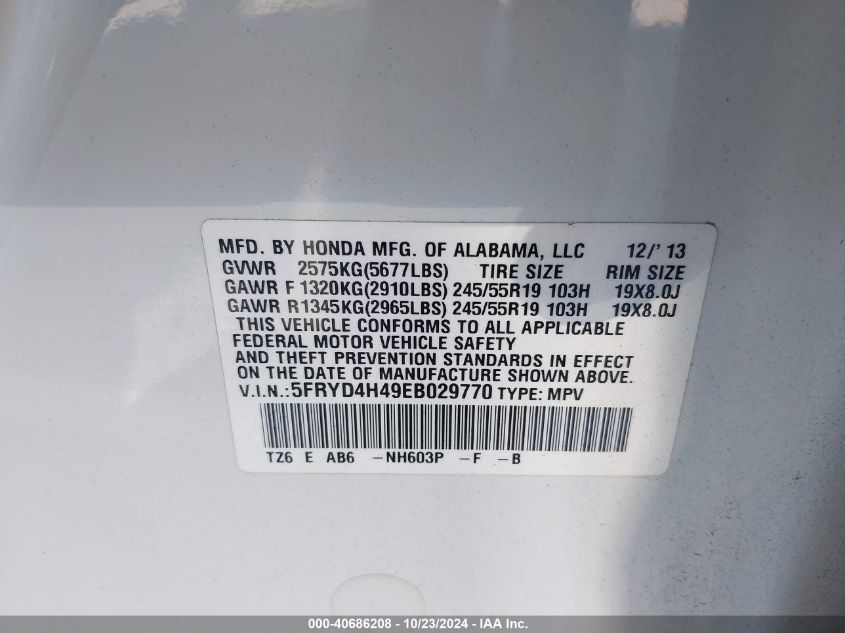 MFD. BY HONDA MFG. OF ALABAMA, LLC 12/' 13
GVWR 2575KG(5677LBS) TIRE SIZE RIM SIZE
GAWR F 1320KG(2910LBS) 245/55R19 103H 19X8.0J
GAWR R1345KG(2965LBS) 245/55R19 103H 19X8.0J
THIS VEHICLE CONFORMS TO ALL APPLICABLE
FEDERAL MOTOR VEHICLE SAFETY
AND THEFT PREVENTION STANDARDS IN EFFECT
ON THE DATE OF MANUFACTURE SHOWN ABOVE.
V.I.N.:5FRYD4H49EB029770 TYPE: MPV
TZ6 E AB6 -NH603P -F -B
000-40686208 - 10/23/2024 - IAA Inc.